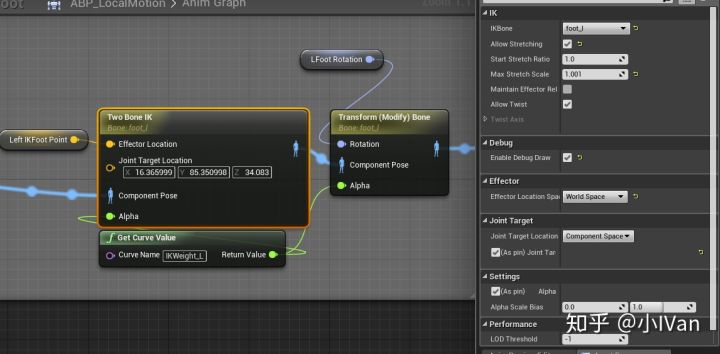 oot
ABP_LocalMotion
Anim Graph
Zoom 1:1
LFoot Rotation
Left IKFoot Point
Two Bone IK
Bone: foot_l
Effector Location
Joint Target Location
X 16.365999 Y 85.350998 Z 34.083
Component Pose
Alpha
Transform (Modify) Bone
Bone: foot_l
Rotation
Component Pose
Alpha
f Get Curve Value
Curve Name IKWeight_L Return Value
IK
IKBone foot_l
Allow Stretching
Start Stretch Ratio 1.0
Max Stretch Scale 1.001
Maintain Effector Rel
Allow Twist
Twist Axis
Debug
Enable Debug Draw
Effector
Effector Location Spac World Space
Joint Target
Joint Target Location Component Space
(As pin) Joint Tar
Settings
(As pin) Alpha
Alpha Scale Bias 0.0 1.0
Performance
LOD Threshold -1
知乎 @小IVan